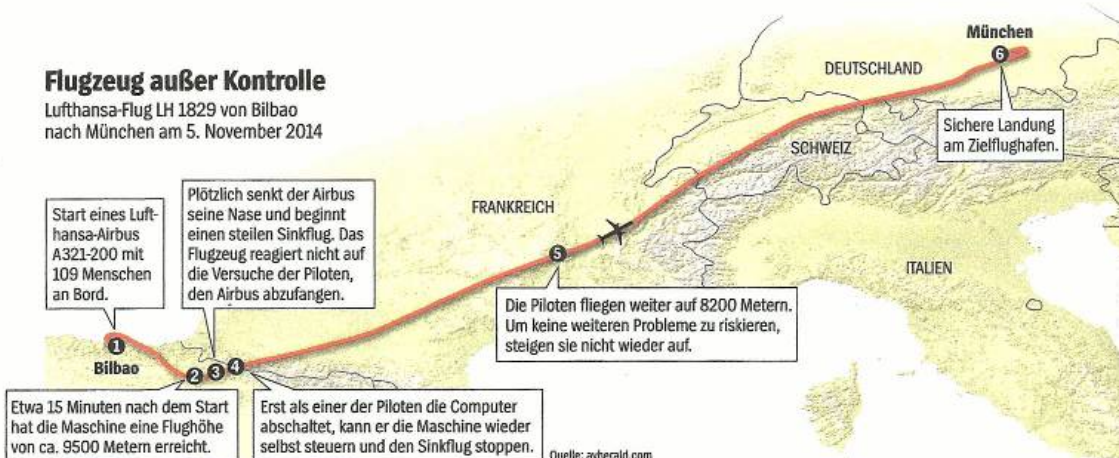 Flugzeug außer Kontrolle
Lufthansa-Flug LH 1829 von Bilbao
nach München am 5. November 2014
Start eines Luft-
hansa-Airbus
A321-200 mit
109 Menschen
an Bord.
1
Bilbao
Etwa 15 Minuten nach dem Start
hat die Maschine eine Flughöhe
von ca. 9500 Metern erreicht.
2
Plötzlich senkt der Airbus
seine Nase und beginnt
einen steilen Sinkflug. Das
Flugzeug reagiert nicht auf
die Versuche der Piloten,
den Airbus abzufangen.
3
4
Erst als einer der Piloten die Computer
abschaltet, kann er die Maschine wieder
selbst steuern und den Sinkflug stoppen.
FRANKREICH
5
Die Piloten fliegen weiter auf 8200 Metern.
Um keine weiteren Probleme zu riskieren,
steigen sie nicht wieder auf.
SCHWEIZ
DEUTSCHLAND
ITALIEN
München
6
Sichere Landung
am Zielflughafen.
Quelle: avherald.com